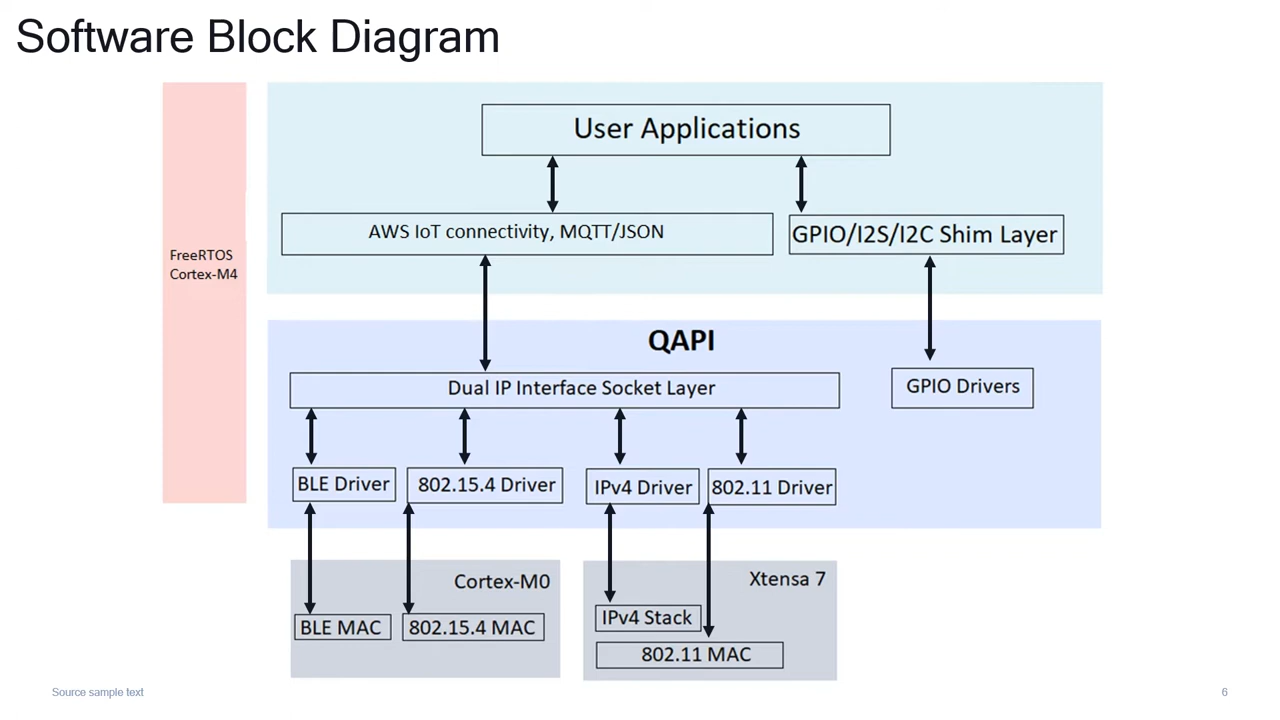 Software Block Diagram
User Applications
AWS IoT connectivity, MQTT/JSON
GPIO/I2S/I2C Shim Layer
FreeRTOS
Cortex-M4
QAPI
Dual IP Interface Socket Layer
GPIO Drivers
BLE Driver
802.15.4 Driver
IPv4 Driver
802.11 Driver
Cortex-M0
Xtensa 7
BLE MAC
802.15.4 MAC
IPv4 Stack
802.11 MAC
Source sample text
6